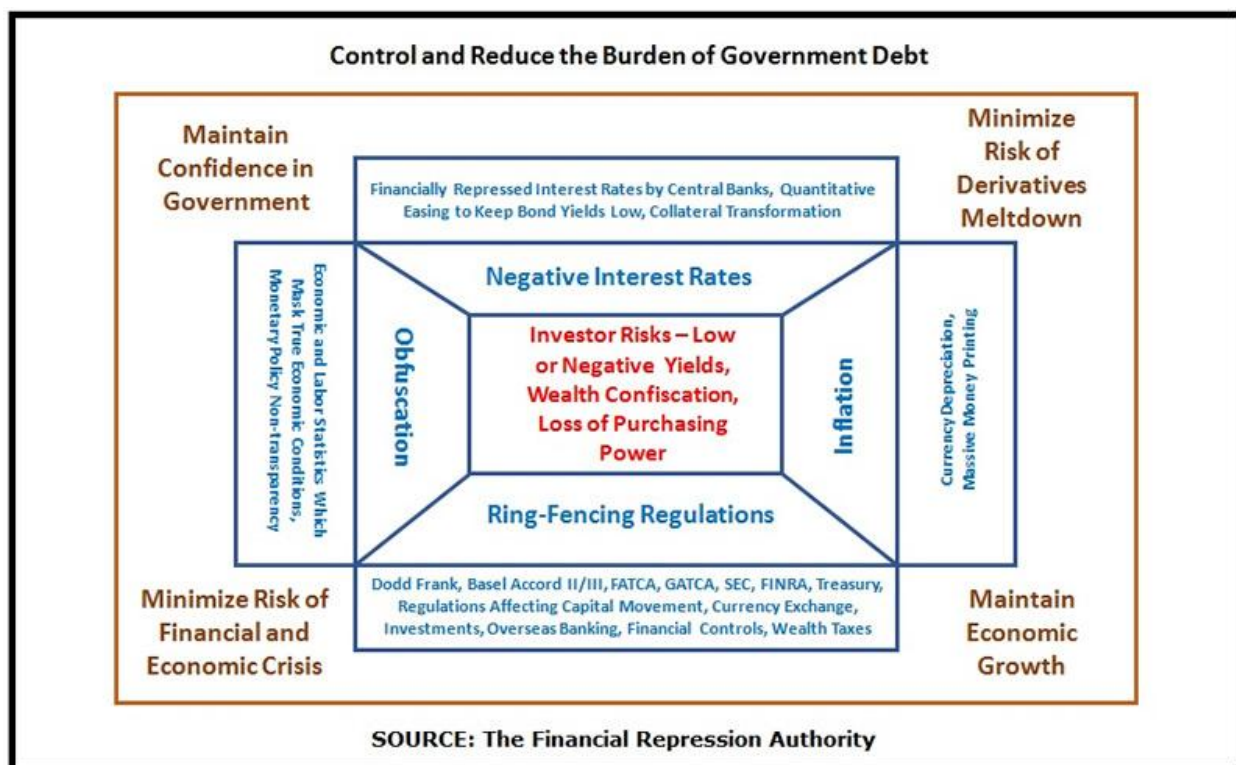 Control and Reduce the Burden of Government Debt
Maintain
Confidence in
Government
Minimize
Risk of
Derivatives
Meltdown
Financially Repressed Interest Rates by Central Banks, Quantitative
Easing to Keep Bond Yields Low, Collateral Transformation
Economic and Labor Statistics Which
Mask True Economic Conditions,
Monetary Policy Non-transparency
Obfuscation
Negative Interest Rates
Investor Risks – Low
or Negative Yields,
Wealth Confiscation,
Loss of Purchasing
Power
Inflation
Currency Depreciation,
Massive Money Printing
Ring-Fencing Regulations
Dodd Frank, Basel Accord II/III, FATCA, GATCA, SEC, FINRA, Treasury,
Regulations Affecting Capital Movement, Currency Exchange,
Investments, Overseas Banking, Financial Controls, Wealth Taxes
Minimize Risk of
Financial and
Economic Crisis
Maintain
Economic
Growth
SOURCE: The Financial Repression Authority